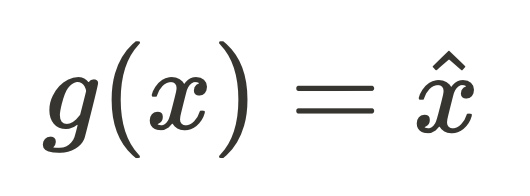 g(x) = x̂